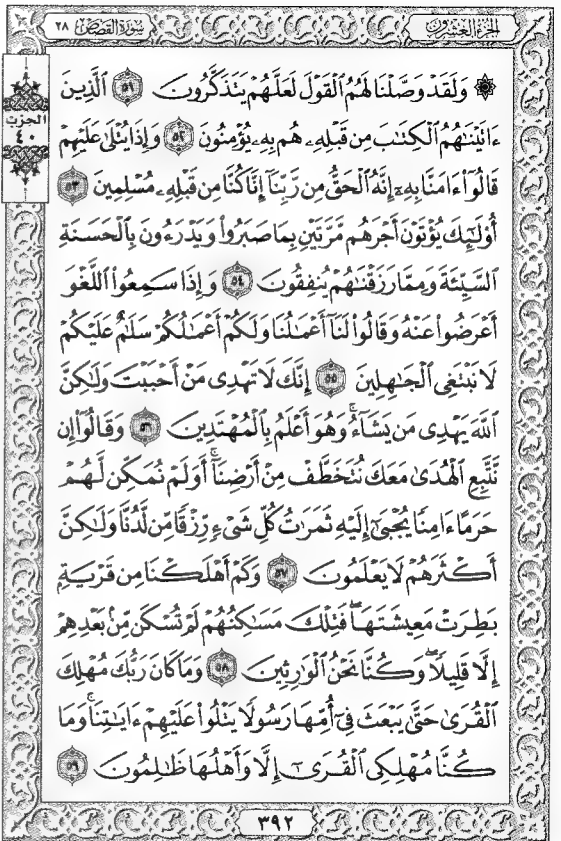 الجزء العشرون
سورة القصص ٢٨
الحزب
٤٠
۞ وَلَقَدْ وَصَّلْنَا لَهُمُ ٱلْقَوْلَ لَعَلَّهُمْ يَتَذَكَّرُونَ ٥١ ٱلَّذِينَ
ءَاتَيْنَٰهُمُ ٱلْكِتَٰبَ مِن قَبْلِهِۦ هُم بِهِۦ يُؤْمِنُونَ ٥٢ وَإِذَا يُتْلَىٰ عَلَيْهِمْ
قَالُوٓا۟ ءَامَنَّا بِهِۦٓ إِنَّهُ ٱلْحَقُّ مِن رَّبِّنَآ إِنَّا كُنَّا مِن قَبْلِهِۦ مُسْلِمِينَ ٥٣
أُو۟لَٰٓئِكَ يُؤْتَوْنَ أَجْرَهُم مَّرَّتَيْنِ بِمَا صَبَرُوا۟ وَيَدْرَءُونَ بِٱلْحَسَنَةِ
ٱلسَّيِّئَةَ وَمِمَّا رَزَقْنَٰهُمْ يُنفِقُونَ ٥٤ وَإِذَا سَمِعُوا۟ ٱللَّغْوَ
أَعْرَضُوا۟ عَنْهُ وَقَالُوا۟ لَنَآ أَعْمَٰلُنَا وَلَكُمْ أَعْمَٰلُكُمْ سَلَٰمٌ عَلَيْكُمْ
لَا نَبْتَغِى ٱلْجَٰهِلِينَ ٥٥ إِنَّكَ لَا تَهْدِى مَنْ أَحْبَبْتَ وَلَٰكِنَّ
ٱللَّهَ يَهْدِى مَن يَشَآءُ ۚ وَهُوَ أَعْلَمُ بِٱلْمُهْتَدِينَ ٥٦ وَقَالُوٓا۟ إِن
نَّتَّبِعِ ٱلْهُدَىٰ مَعَكَ نُتَخَطَّفْ مِنْ أَرْضِنَآ ۚ أَوَلَمْ نُمَكِّن لَّهُمْ
حَرَمًا ءَامِنًا يُجْبَىٰٓ إِلَيْهِ ثَمَرَٰتُ كُلِّ شَىْءٍ رِّزْقًا مِّن لَّدُنَّا وَلَٰكِنَّ
أَكْثَرَهُمْ لَا يَعْلَمُونَ ٥٧ وَكَمْ أَهْلَكْنَا مِن قَرْيَةٍۭ
بَطِرَتْ مَعِيشَتَهَا ۖ فَتِلْكَ مَسَٰكِنُهُمْ لَمْ تُسْكَن مِّنۢ بَعْدِهِمْ
إِلَّا قَلِيلًا ۖ وَكُنَّا نَحْنُ ٱلْوَٰرِثِينَ ٥٨ وَمَا كَانَ رَبُّكَ مُهْلِكَ
ٱلْقُرَىٰ حَتَّىٰ يَبْعَثَ فِىٓ أُمِّهَا رَسُولًا يَتْلُوا۟ عَلَيْهِمْ ءَايَٰتِنَا ۚ وَمَا
كُنَّا مُهْلِكِى ٱلْقُرَىٰٓ إِلَّا وَأَهْلُهَا ظَٰلِمُونَ ٥٩
٣٩٢